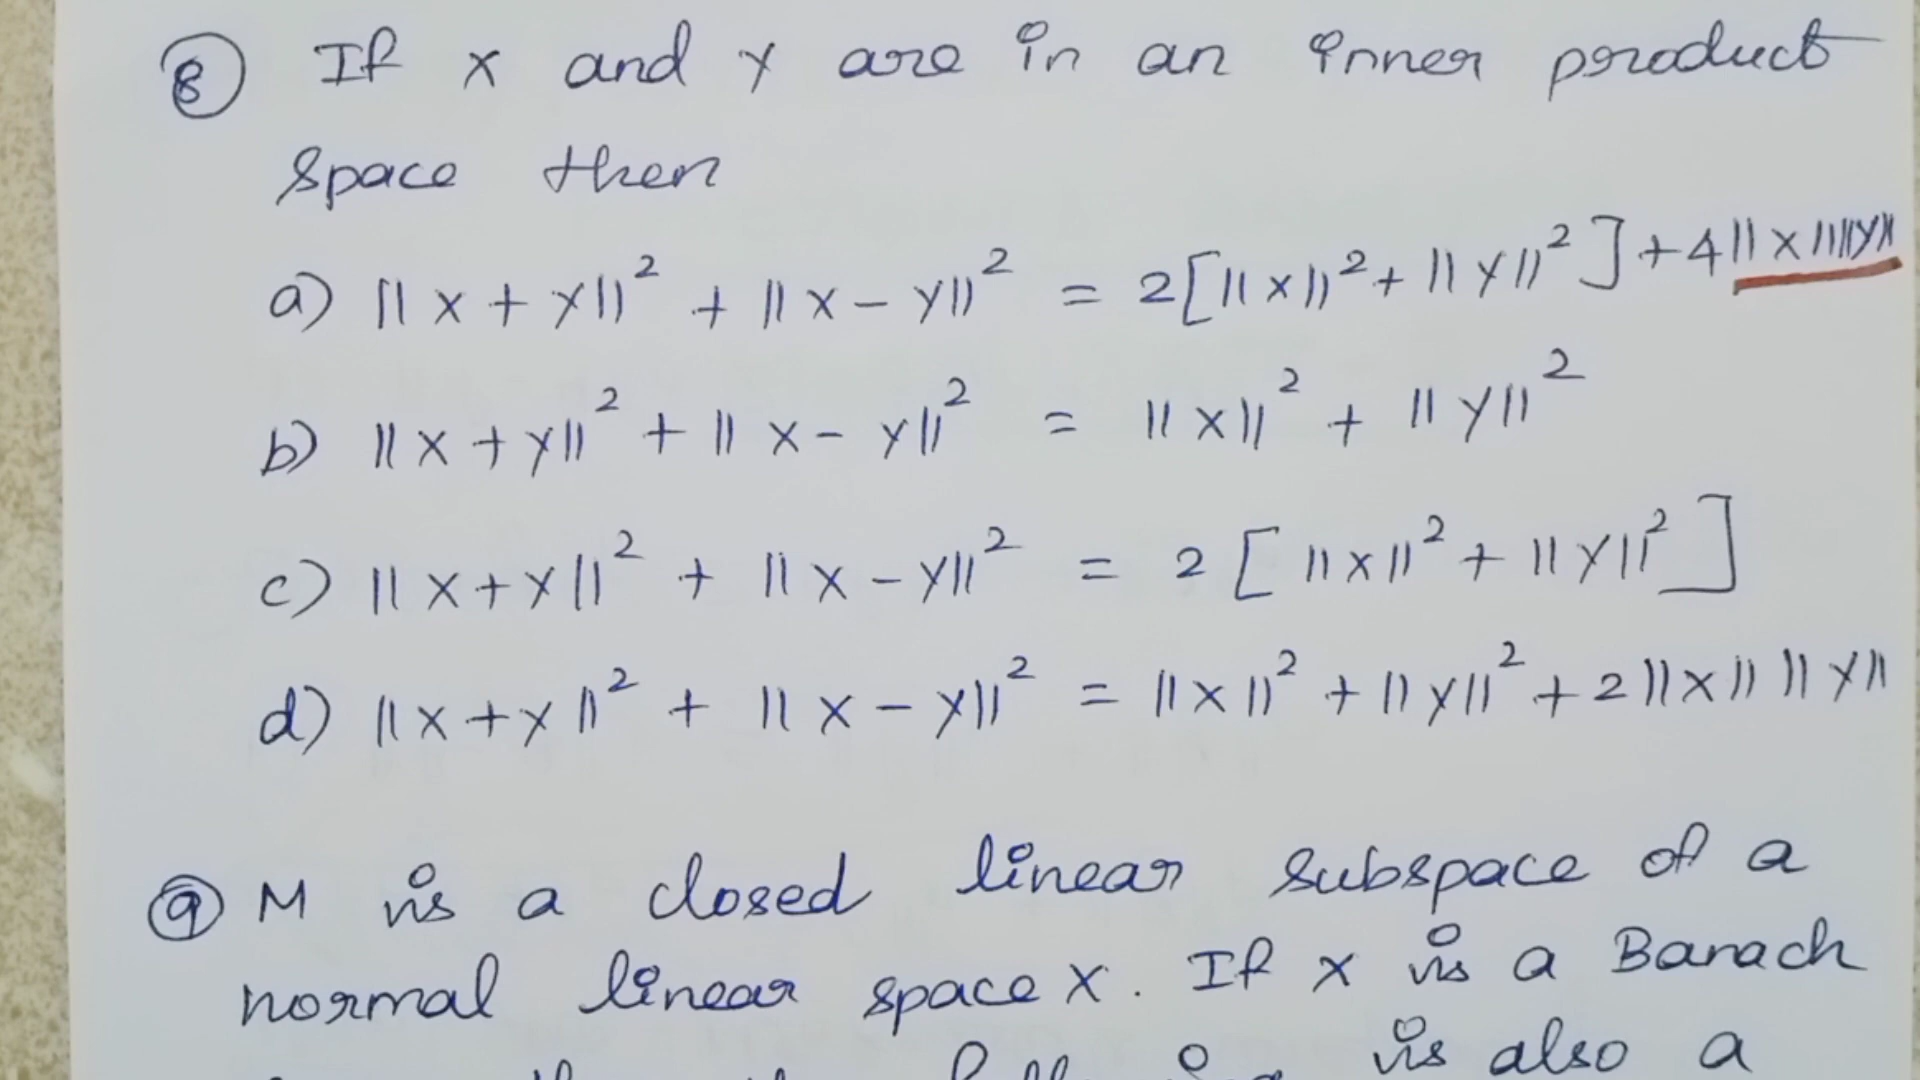 ⑧ If x and y are in an inner product
space then
a) ||x+y||² + ||x-y||² = 2[||x||²+ ||y||²]+4||x||||y||
b) ||x+y||² + ||x-y||² = ||x||² + ||y||²
c) ||x+y||² + ||x-y||² = 2[||x||²+||y||²]
d) ||x+y||² + ||x-y||² = ||x||²+||y||²+2||x|| ||y||
⑨ M is a closed linear subspace of a
normal linear space X. If X is a Banach
is also a